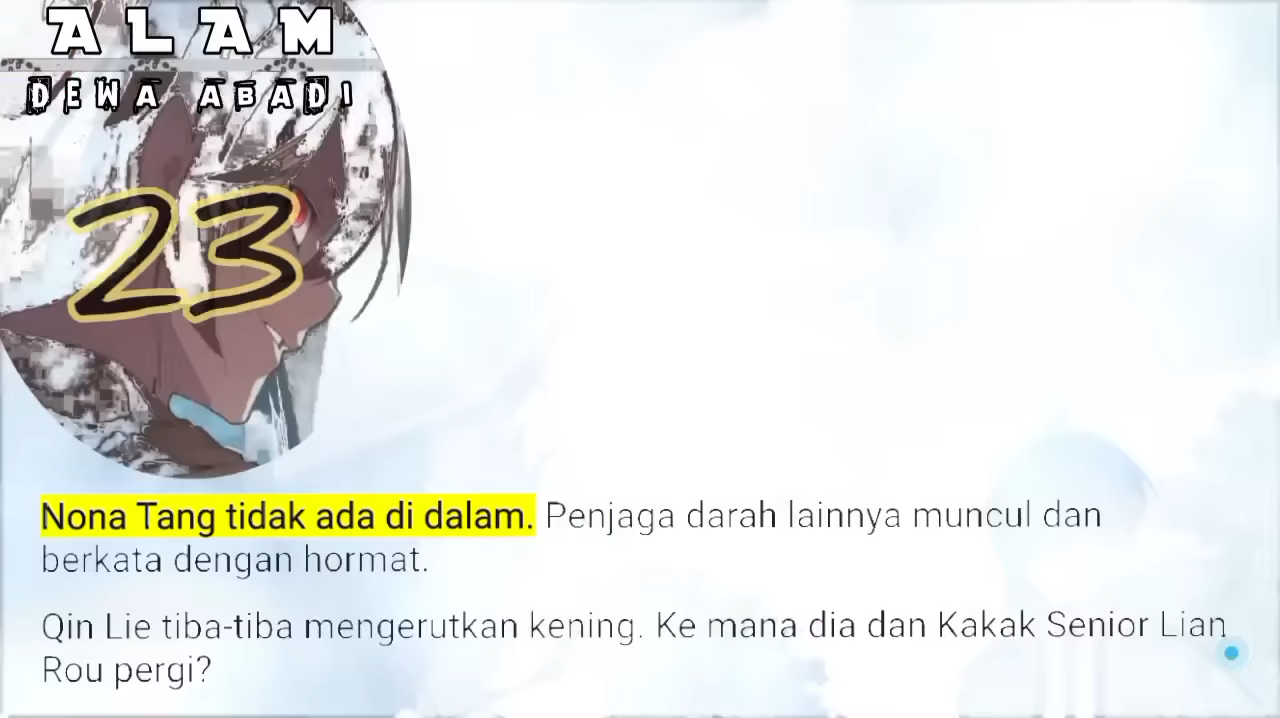 ALAM
DEWA ABADI
23
Nona Tang tidak ada di dalam. Penjaga darah lainnya muncul dan
berkata dengan hormat.
Qin Lie tiba-tiba mengerutkan kening. Ke mana dia dan Kakak Senior Lian
Rou pergi?